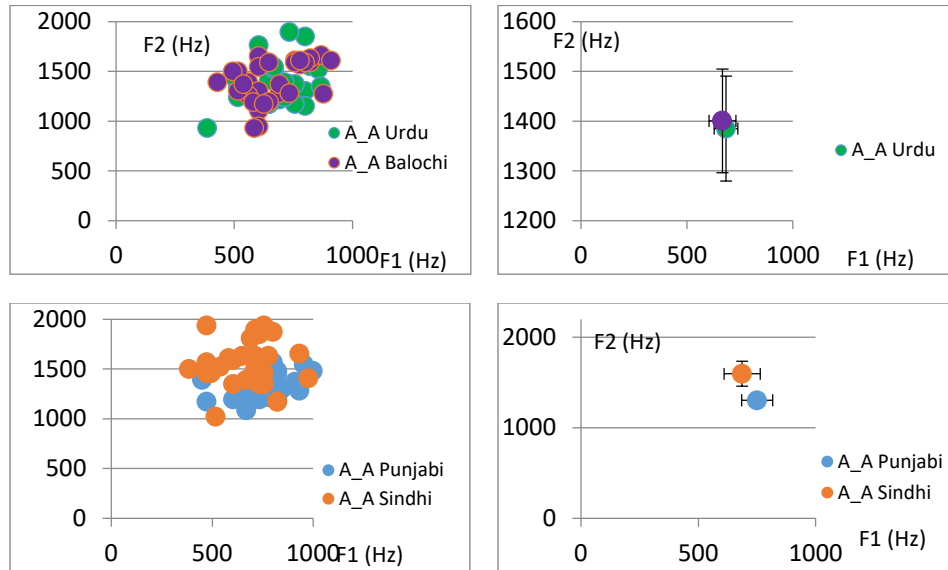 2000
F2 (Hz)
1500
1000
A_A Urdu
500
A_A Balochi
0
0
500
1000
F1 (Hz)
1600
F2 (Hz)
1500
1400
A_A Urdu
1300
1200
0
500
1000
F1 (Hz)
2000
1500
1000
500
A_A Punjabi
A_A Sindhi
0
0
500
1000
F1 (Hz)
2000
F2 (Hz)
1000
A_A Punjabi
A_A Sindhi
0
0
500
1000
F1 (Hz)